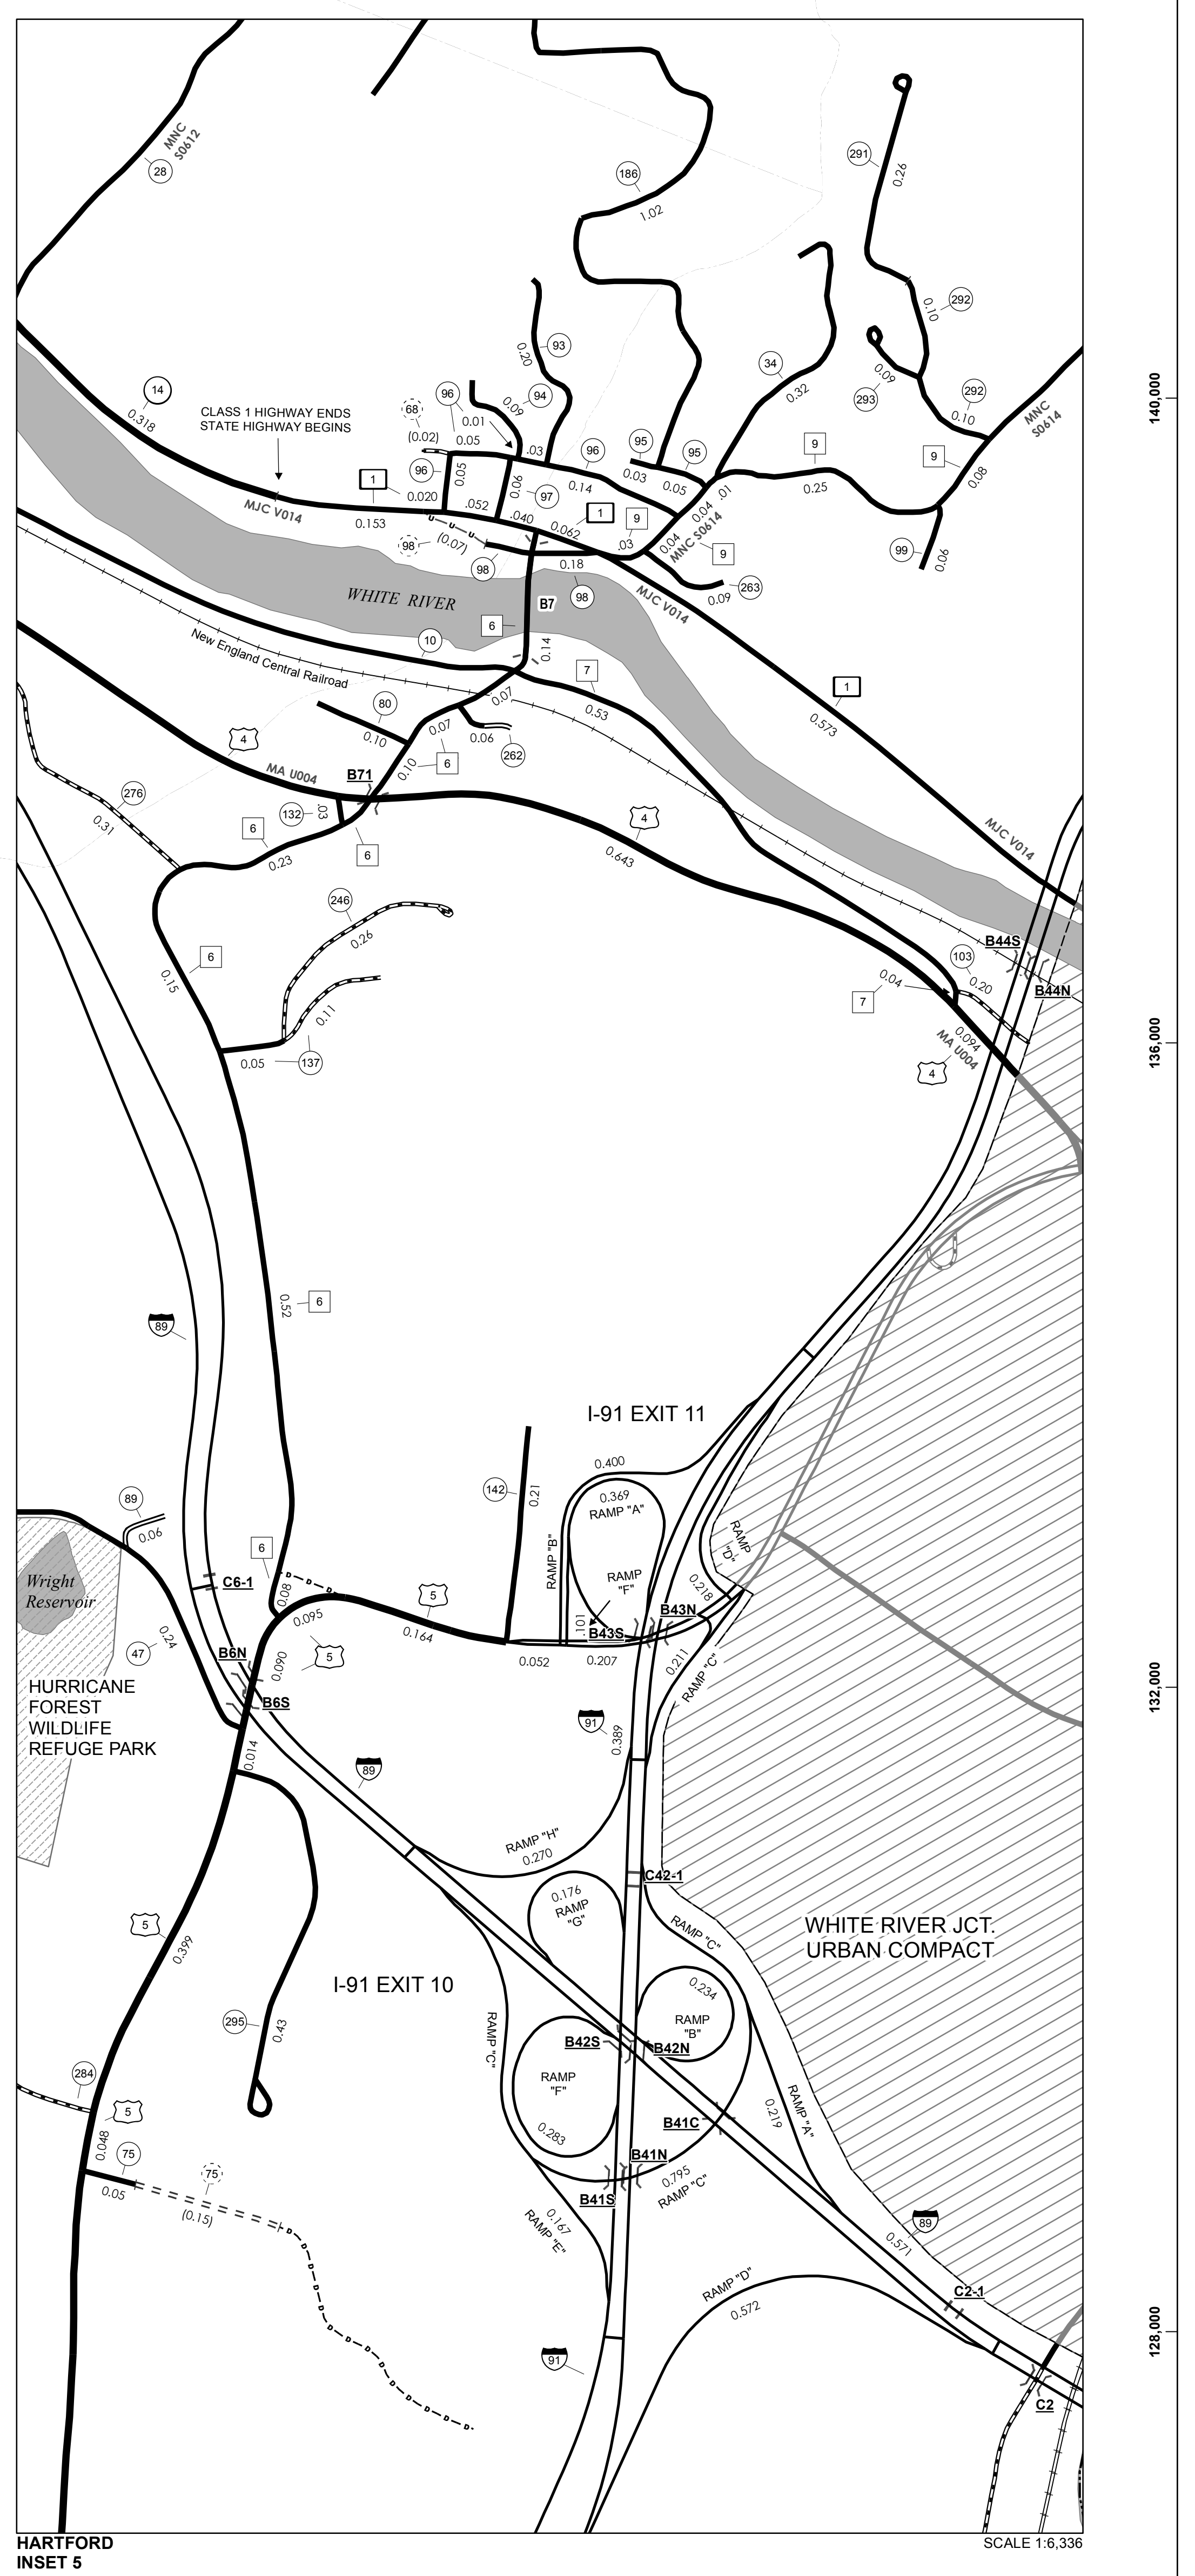 MNC
S0612
28
186
1.02
291
0.26
292
0.10
93
0.20
34
0.32
0.09
293
292
0.10
MNC
S0614
14
0.318
CLASS 1 HIGHWAY ENDS
STATE HIGHWAY BEGINS
68
(0.02)
96
0.01
0.05
0.09
94
.03
96
0.14
95
0.03
95
0.05
9
0.25
9
0.08
96
0.05
0.06
97
1
0.020
.052
.040
0.062
1
9
.03
0.04
0.04
.01
MNC S0614
9
MJC V014
0.153
98
(0.07)
98
0.18
98
263
0.09
99
0.06
WHITE RIVER
B7
6
0.14
MJC V014
10
New England Central Railroad
7
0.53
0.07
1
0.573
80
0.10
0.07
0.06
262
6
0.10
4
MA U004
B71
276
0.31
132
.03
6
0.23
6
4
0.643
MJC V014
246
0.26
6
0.15
0.11
0.05
137
B44S
103
0.20
0.04
7
B44N
0.094
MA U004
4
140,000
136,000
132,000
128,000
0.52
6
89
I-91 EXIT 11
0.400
0.369
RAMP "A"
142
0.21
RAMP "B"
RAMP
"F"
RAMP
"D"
0.218
89
0.06
6
0.08
C6-1
Wright
Reservoir
0.095
5
0.164
.101
B43S
B43N
0.052
0.207
0.211
RAMP "C"
47
0.24
B6N
0.090
5
B6S
HURRICANE
FOREST
WILDLIFE
REFUGE PARK
0.014
91
0.389
89
RAMP "H"
0.270
C42-1
0.176
RAMP
"G"
RAMP "C"
WHITE RIVER JCT.
URBAN COMPACT
5
0.399
I-91 EXIT 10
295
0.43
RAMP "C"
0.234
RAMP
"B"
B42S
B42N
RAMP
"F"
0.283
B41C
0.219
RAMP "A"
284
5
0.048
75
0.05
75
(0.15)
B41N
0.795
RAMP "C"
B41S
0.167
RAMP "E"
89
0.571
C2-1
RAMP "D"
0.572
91
C2
HARTFORD
INSET 5
SCALE 1:6,336